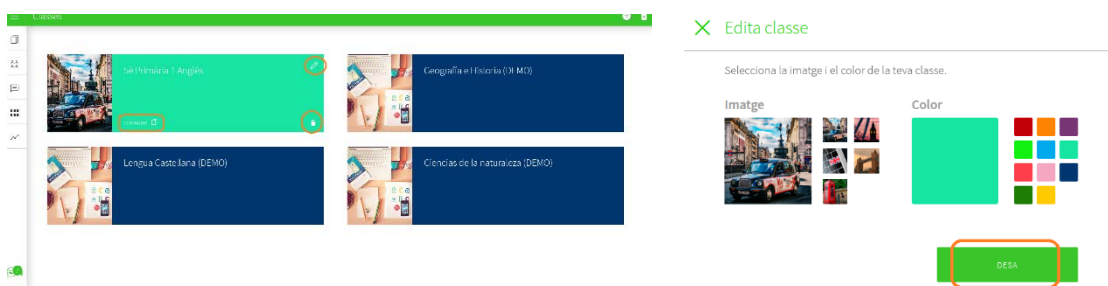 Classes
5è Primària 1 Anglès
Geografía e Historia (DEMO)
Lengua Castellana (DEMO)
Ciencias de la naturaleza (DEMO)
Edita classe
Selecciona la imatge i el color de la teva classe.
Imatge
Color
DESA